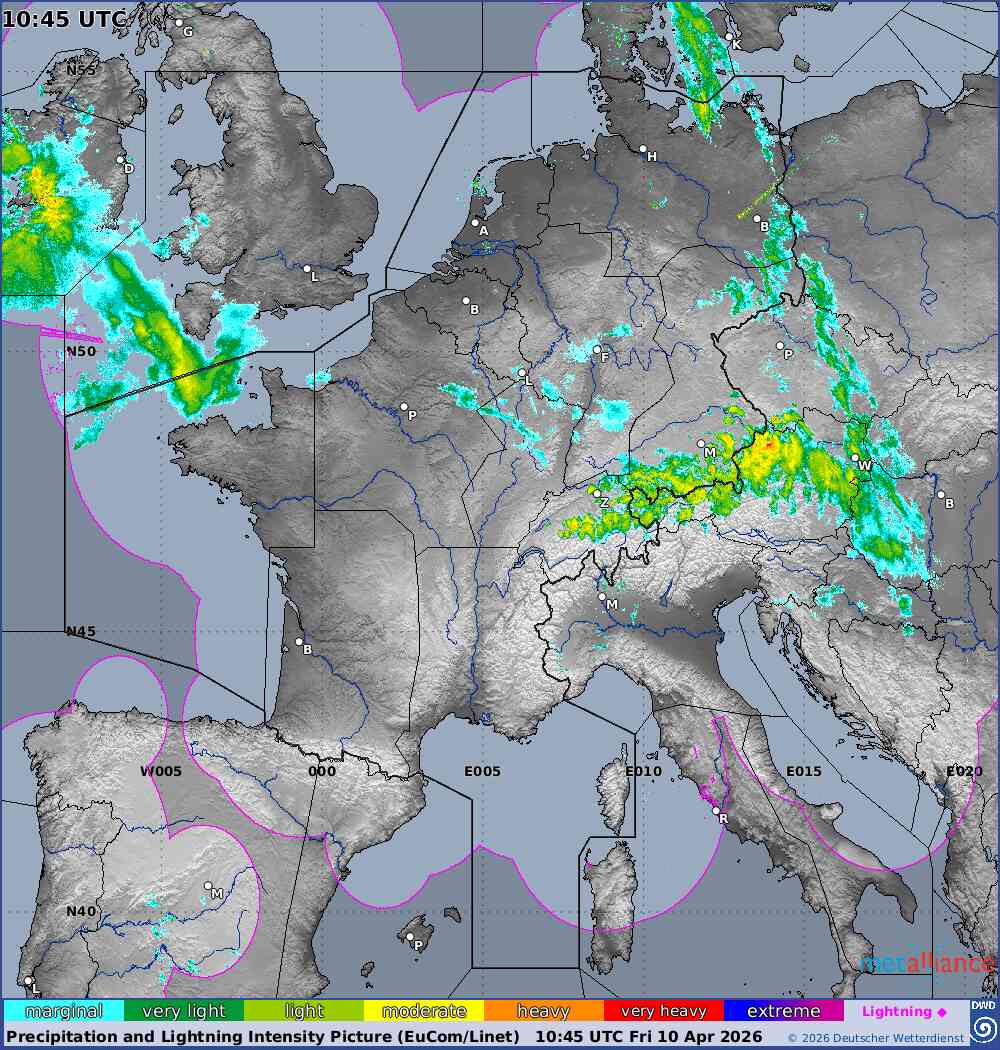 10:45 UTC
G
K
N55
H
D
A
B
L
B
N50
F
P
L
P
M
W
Z
B
M
N45
B
W005
000
E005
E010
E015
E020
R
M
N40
P
L
metalliance
marginal very light light moderate heavy very heavy extreme Lightning ◆
DWD
Precipitation and Lightning Intensity Picture (EuCom/Linet) 10:45 UTC Fri 10 Apr 2026 © 2026 Deutscher Wetterdienst